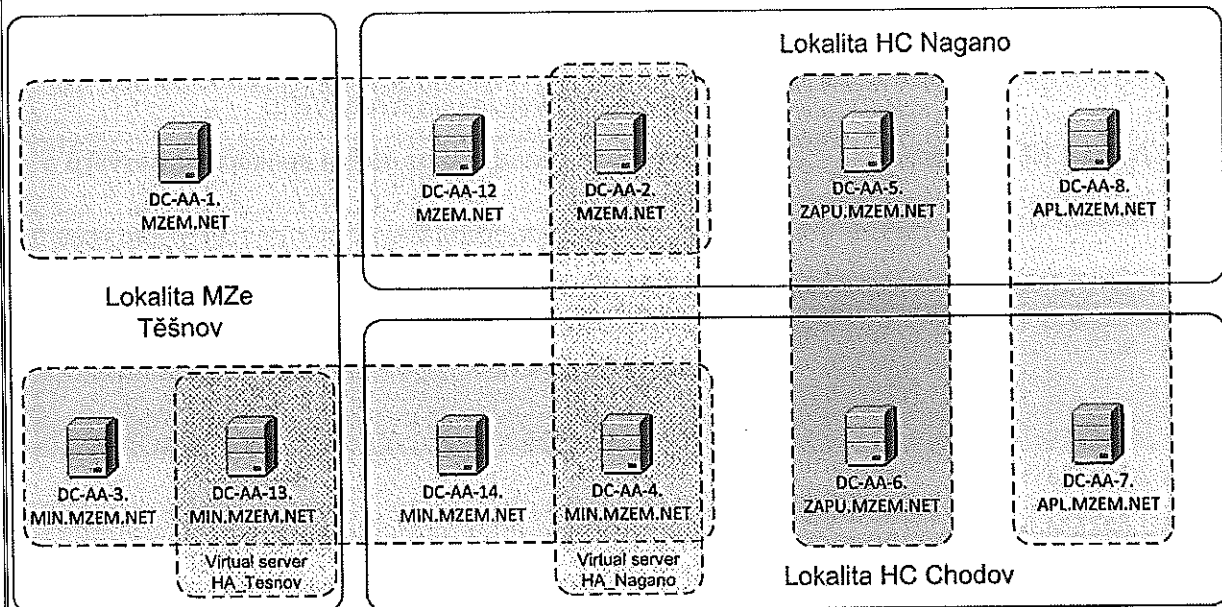 Lokalita HC Nagano
DC-AA-1.
MZEM.NET
DC-AA-12
MZEM.NET
DC-AA-2.
MZEM.NET
DC-AA-5.
ZAPU.MZEM.NET
DC-AA-8.
APL.MZEM.NET
Lokalita MZe
Těšnov
DC-AA-3.
MIN.MZEM.NET
DC-AA-13.
MIN.MZEM.NET
DC-AA-14.
MIN.MZEM.NET
DC-AA-4.
MIN.MZEM.NET
DC-AA-6.
ZAPU.MZEM.NET
DC-AA-7.
APL.MZEM.NET
Virtual server
HA_Tesnov
Virtual server
HA_Nagano
Lokalita HC Chodov